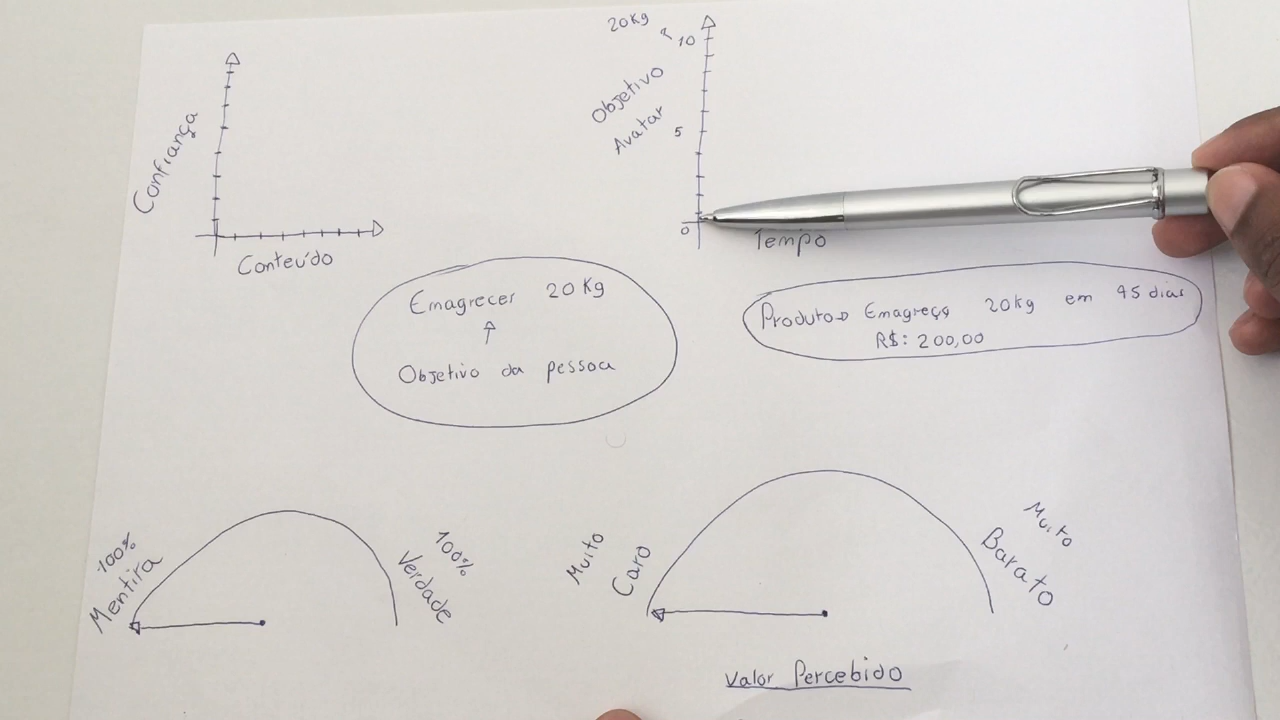 20Kg
10
Objetivo
Avatar
5
0
Tempo
Confiança
Conteúdo
Emagrecer 20Kg
Objetivo da pessoa
Produto Emagreça 20Kg em 45 dias
R$: 200,00
100%
Mentira
100%
Verdade
Muito
Caro
Muito
Barato
Valor Percebido